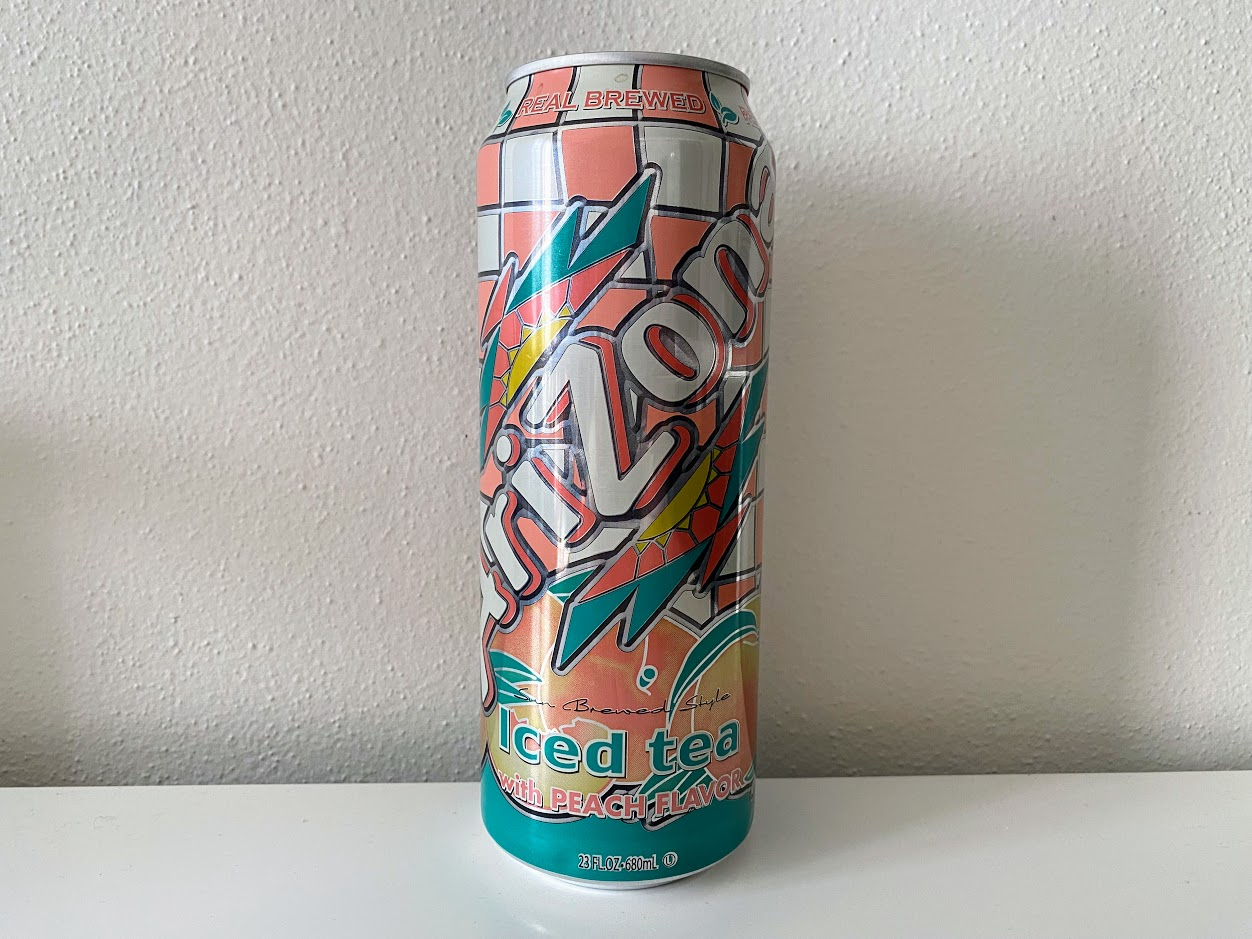 REAL BREWED
AriZona
Sun Brewed Style
Iced tea
with PEACH FLAVOR
23 FL.OZ•680mL Ⓤ